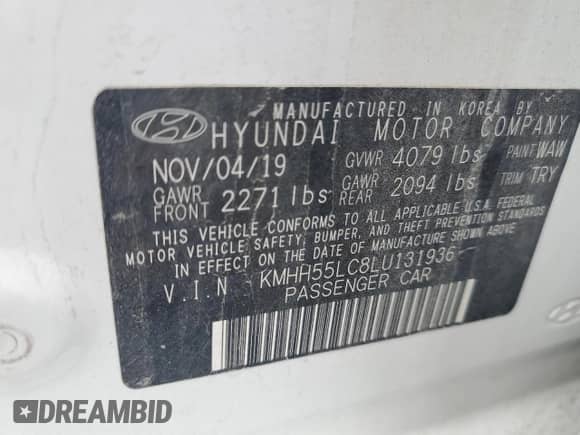 MANUFACTURED IN KOREA BY
HYUNDAI MOTOR COMPANY
NOV/04/19 GVWR 4079 lbs PAINT WAW
GAWR FRONT 2271 lbs GAWR REAR 2094 lbs TRIM TRY
THIS VEHICLE CONFORMS TO ALL APPLICABLE U.S.A. FEDERAL
MOTOR VEHICLE SAFETY, BUMPER, AND THEFT PREVENTION STANDARDS
IN EFFECT ON THE DATE OF MANUFACTURE SHOWN ABOVE.
V.I.N KMHH55LC8LU131936
PASSENGER CAR
DREAMBID